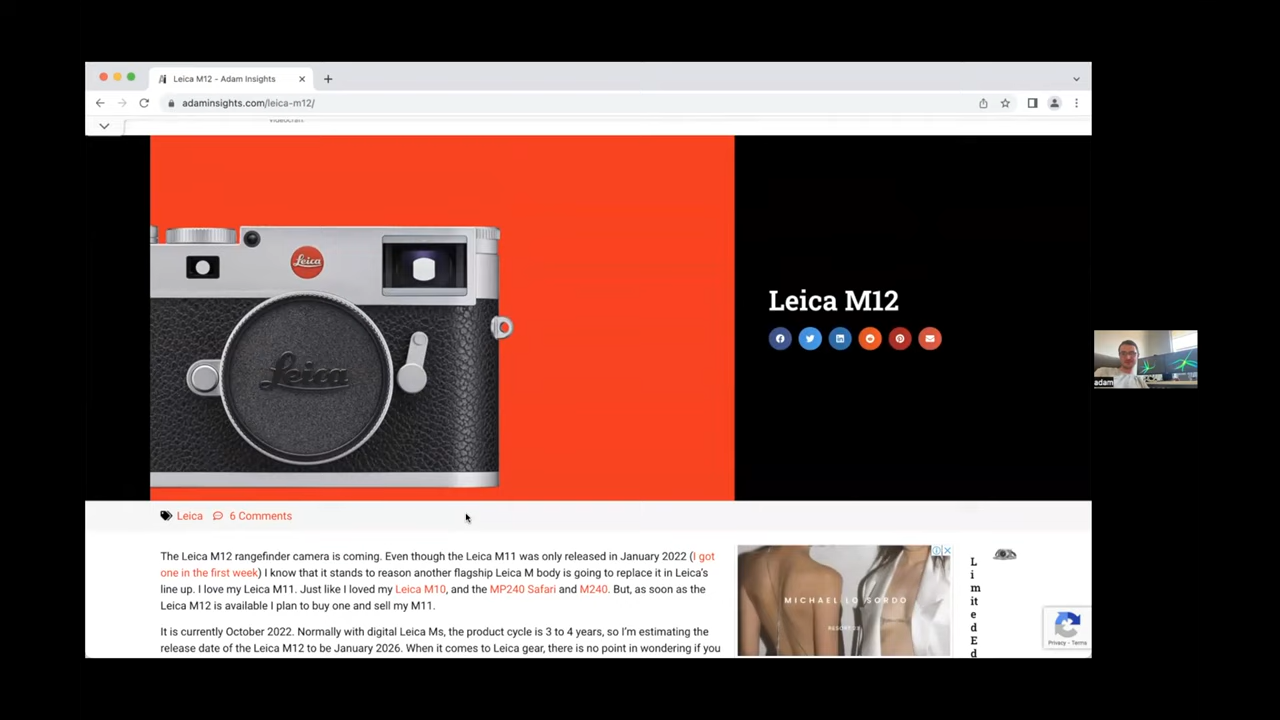 Leica M12 - Adam Insights
adaminsights.com/leica-m12/
Videocraft
Leica
Leica
Leica M12
Leica 6 Comments
The Leica M12 rangefinder camera is coming. Even though the Leica M11 was only released in January 2022 (I got
one in the first week) I know that it stands to reason another flagship Leica M body is going to replace it in Leica's
line up. I love my Leica M11. Just like I loved my Leica M10, and the MP240 Safari and M240. But, as soon as the
Leica M12 is available I plan to buy one and sell my M11.
It is currently October 2022. Normally with digital Leica Ms, the product cycle is 3 to 4 years, so I'm estimating the
release date of the Leica M12 to be January 2026. When it comes to Leica gear, there is no point in wondering if you
MICHAEL LO SORDO
L
i
m
ited
E
d
Privacy - Terms
adam